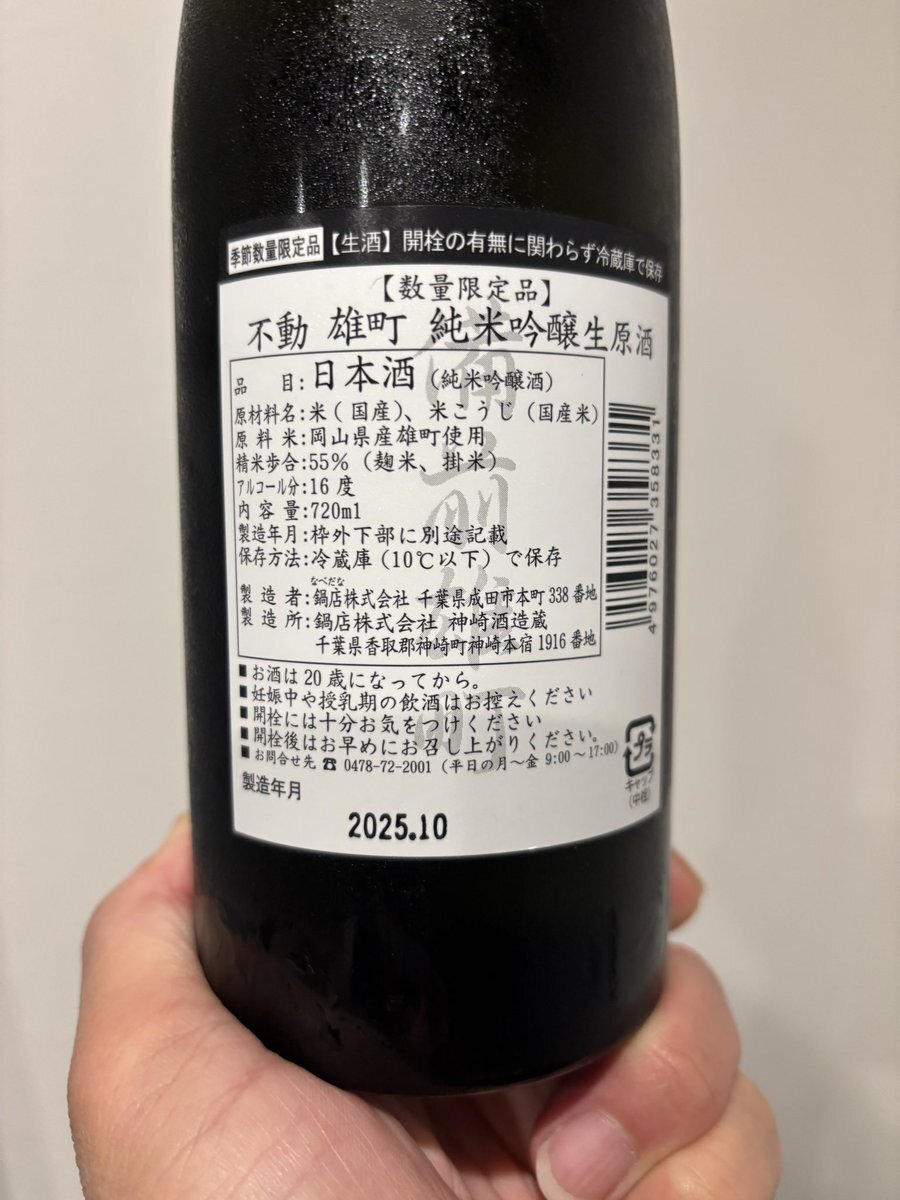 季節数量限定品 【生酒】開栓の有無に関わらず冷蔵庫で保存
【数量限定品】
不動 雄町 純米吟醸生原酒
備前雄町
品 目:日本酒(純米吟醸酒)
原材料名:米(国産)、米こうじ(国産米)
原 料 米:岡山県産雄町使用
精米歩合:55%(麹米、掛米)
アルコール分:16度
内 容 量:720ml
製造年月:枠外下部に別途記載
保存方法:冷蔵庫(10℃以下)で保存
なべだな
製 造 者:鍋店株式会社 千葉県成田市本町338番地
製 造 所:鍋店株式会社 神崎酒造蔵
千葉県香取郡神崎町神崎本宿1916番地
4976027358331
■お酒は20歳になってから。
■妊娠中や授乳期の飲酒はお控えください
■開栓には十分お気をつけください
■開栓後はお早めにお召し上がりください。
■お問合せ先 ☎ 0478-72-2001(平日の月~金 9:00~17:00)
プラ
キャップ
(中栓)
製造年月
2025.10